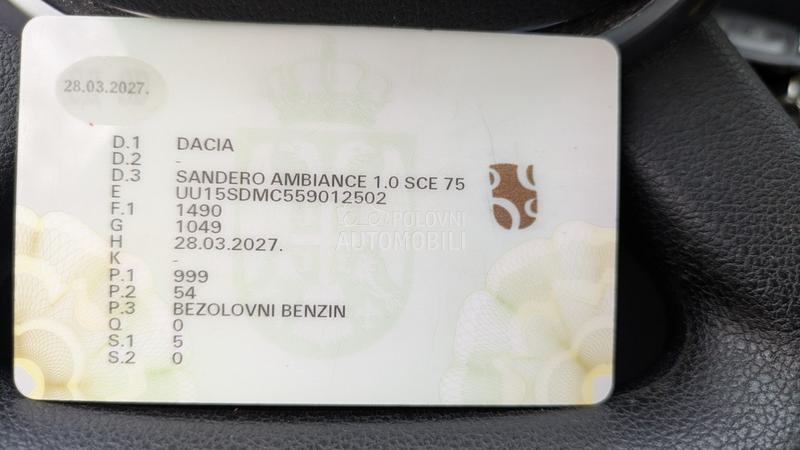 28.03.2027.
D.1 DACIA
D.2 -
D.3 SANDERO AMBIANCE 1.0 SCE 75
E UU15SDMC559012502
F.1 1490
G 1049
H 28.03.2027.
K -
P.1 999
P.2 54
P.3 BEZOLOVNI BENZIN
Q 0
S.1 5
S.2 0
POLOVNI
AUTOMOBILI